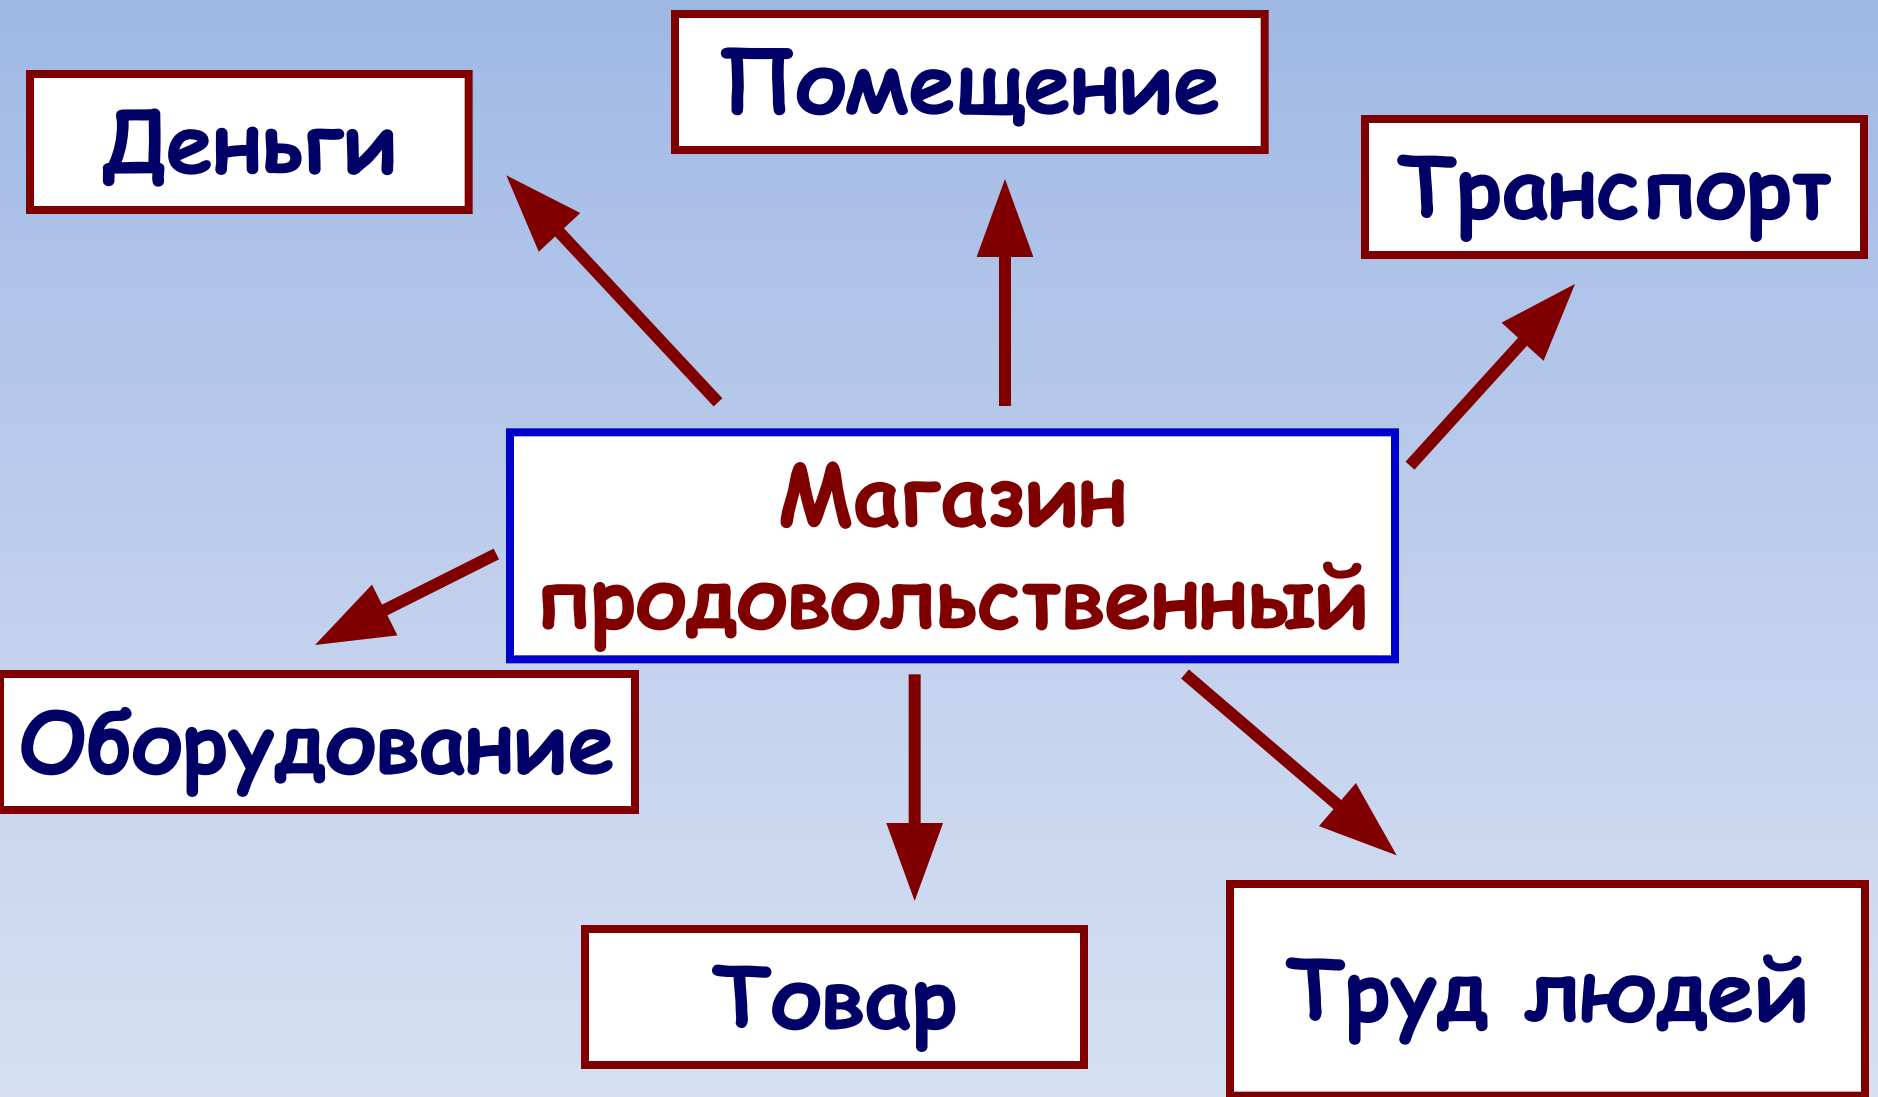 Помещение
Деньги
Транспорт
Магазин
продовольственный
Оборудование
Товар
Труд людей